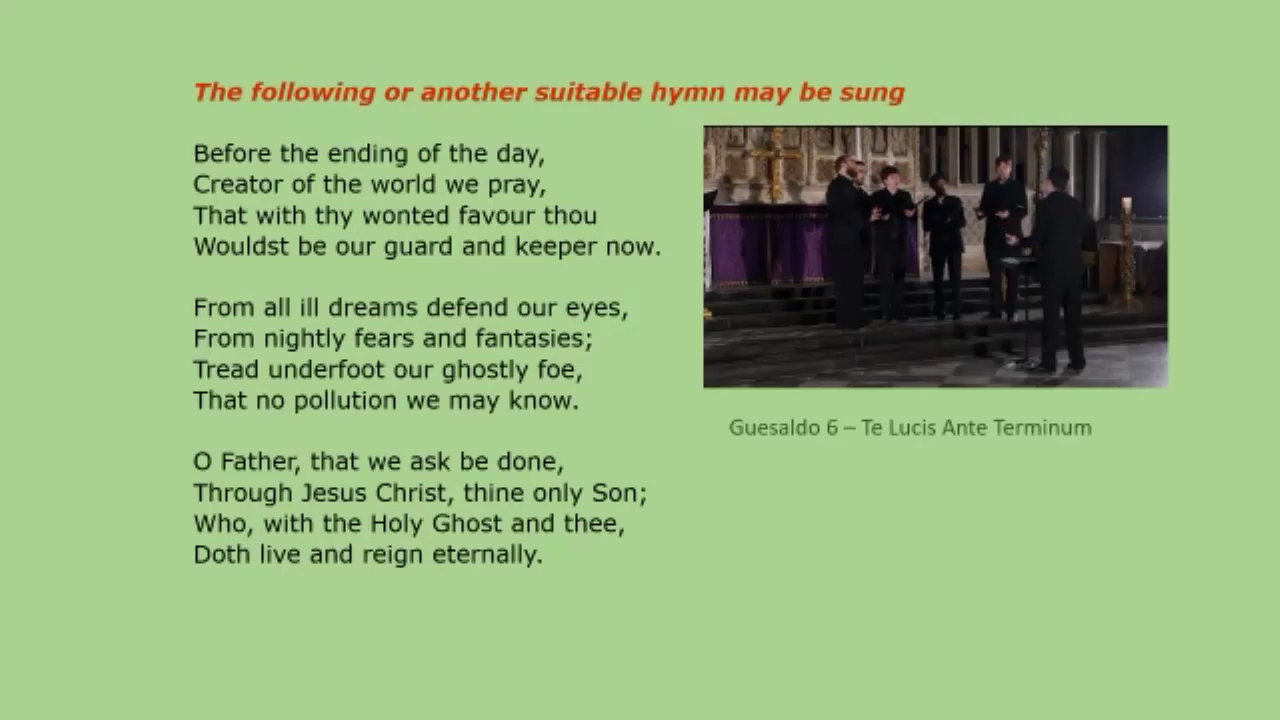 The following or another suitable hymn may be sung
Before the ending of the day,
Creator of the world we pray,
That with thy wonted favour thou
Wouldst be our guard and keeper now.
From all ill dreams defend our eyes,
From nightly fears and fantasies;
Tread underfoot our ghostly foe,
That no pollution we may know.
O Father, that we ask be done,
Through Jesus Christ, thine only Son;
Who, with the Holy Ghost and thee,
Doth live and reign eternally.
Guesaldo 6 – Te Lucis Ante Terminum